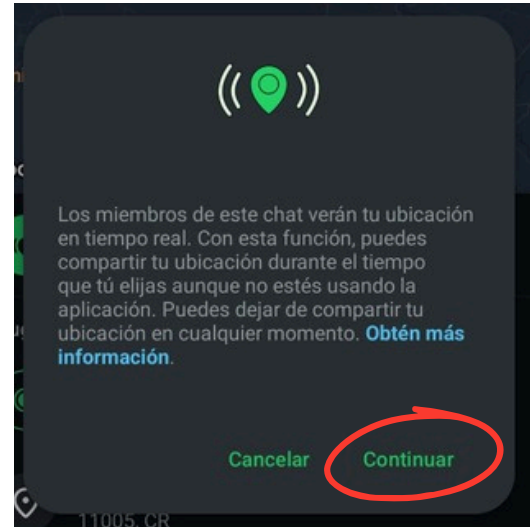 Los miembros de este chat verán tu ubicación
en tiempo real. Con esta función, puedes
compartir tu ubicación durante el tiempo
que tú elijas aunque no estés usando la
aplicación. Puedes dejar de compartir tu
ubicación en cualquier momento. Obtén más
información.
Cancelar Continuar
11005, CR